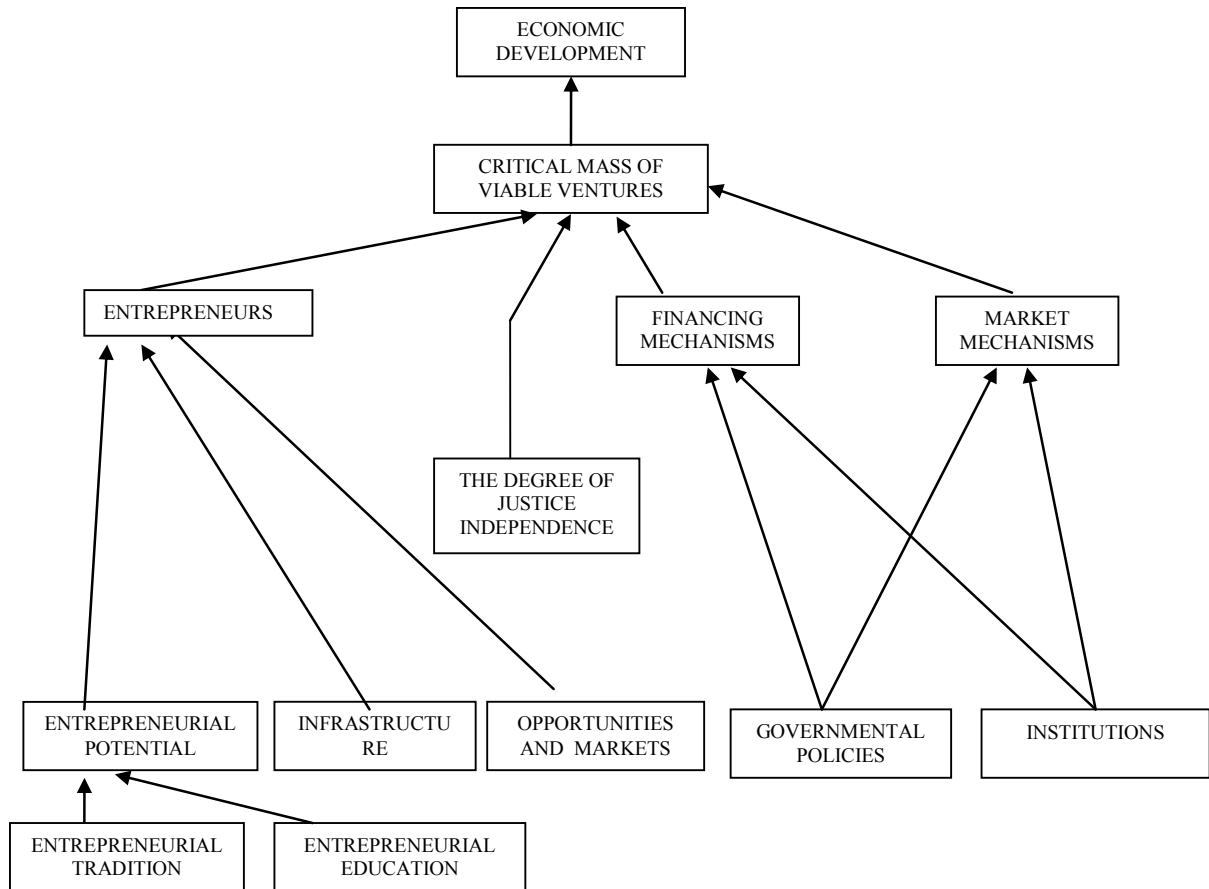 ECONOMIC
DEVELOPMENT
CRITICAL MASS OF
VIABLE VENTURES
ENTREPRENEURS
FINANCING
MECHANISMS
MARKET
MECHANISMS
THE DEGREE OF
JUSTICE
INDEPENDENCE
ENTREPRENEURIAL
POTENTIAL
INFRASTRUCTU
RE
OPPORTUNITIES
AND MARKETS
GOVERNMENTAL
POLICIES
INSTITUTIONS
ENTREPRENEURIAL
TRADITION
ENTREPRENEURIAL
EDUCATION